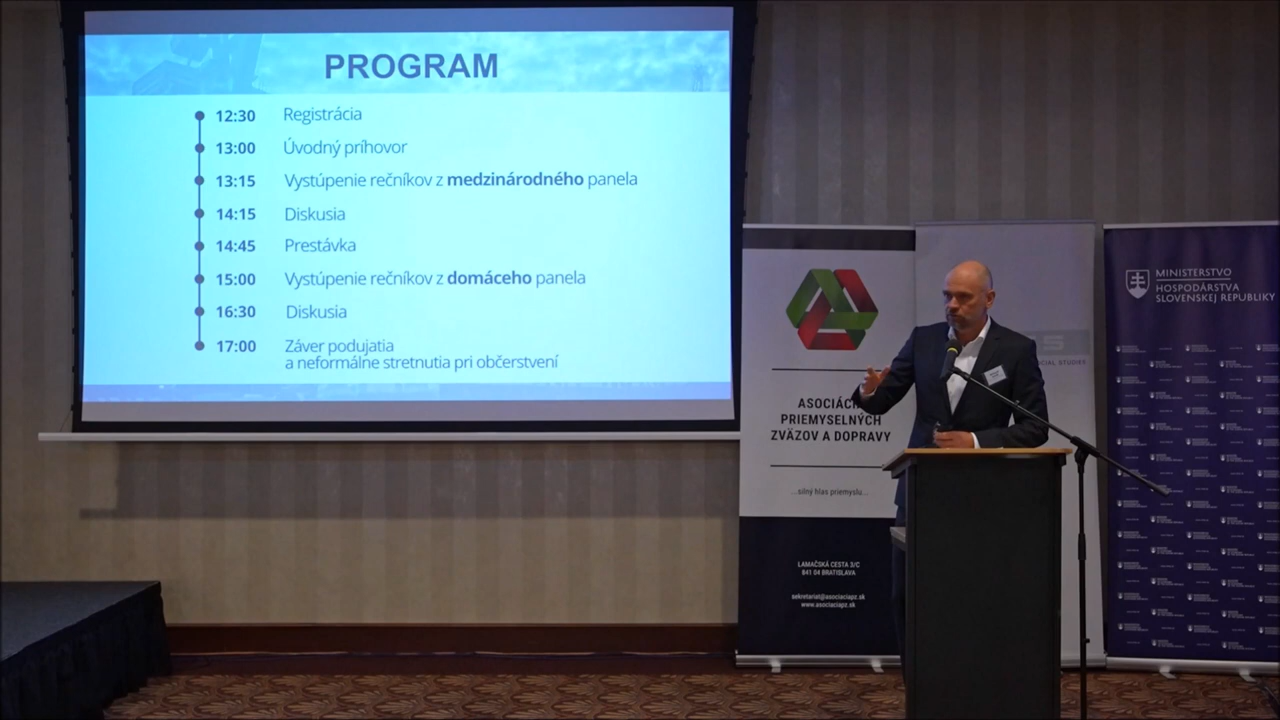 PROGRAM
12:30 Registrácia
13:00 Úvodný príhovor
13:15 Vystúpenie rečníkov z medzinárodného panela
14:15 Diskusia
14:45 Prestávka
15:00 Vystúpenie rečníkov z domáceho panela
16:30 Diskusia
17:00 Záver podujatia
a neformálne stretnutia pri občerstvení
PRIEMYSELNÝCH
ZVÄZOV A DOPRAVY
...silný hlas priemyslu...
LAMAČSKÁ CESTA 3/C
841 04 BRATISLAVA
sekretariat@asociaciapz.sk
www.asociaciapz.sk
STUDIES
MINISTERSTVO
HOSPODÁRSTVA
SLOVENSKEJ REPUBLIKY